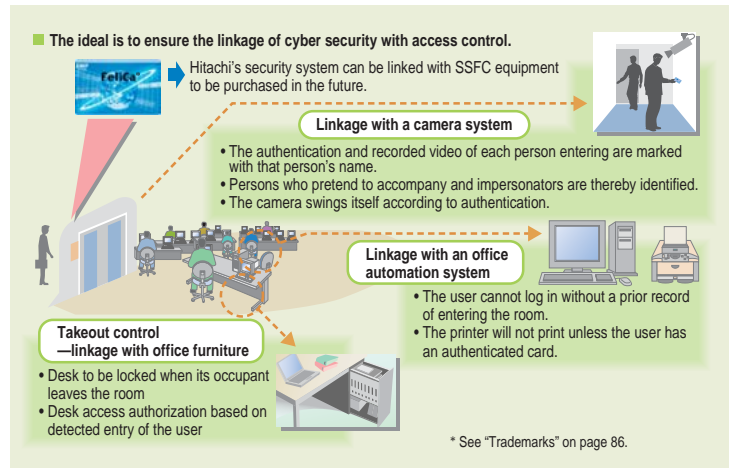 The ideal is to ensure the linkage of cyber security with access control.
FeliCa
Hitachi's security system can be linked with SSFC equipment
to be purchased in the future.
Linkage with a camera system
• The authentication and recorded video of each person entering are marked
with that person's name.
• Persons who pretend to accompany and impersonators are thereby identified.
• The camera swings itself according to authentication.
Linkage with an office
automation system
• The user cannot log in without a prior record
of entering the room.
• The printer will not print unless the user has
an authenticated card.
Takeout control
—linkage with office furniture
• Desk to be locked when its occupant
leaves the room
• Desk access authorization based on
detected entry of the user
* See "Trademarks" on page 86.